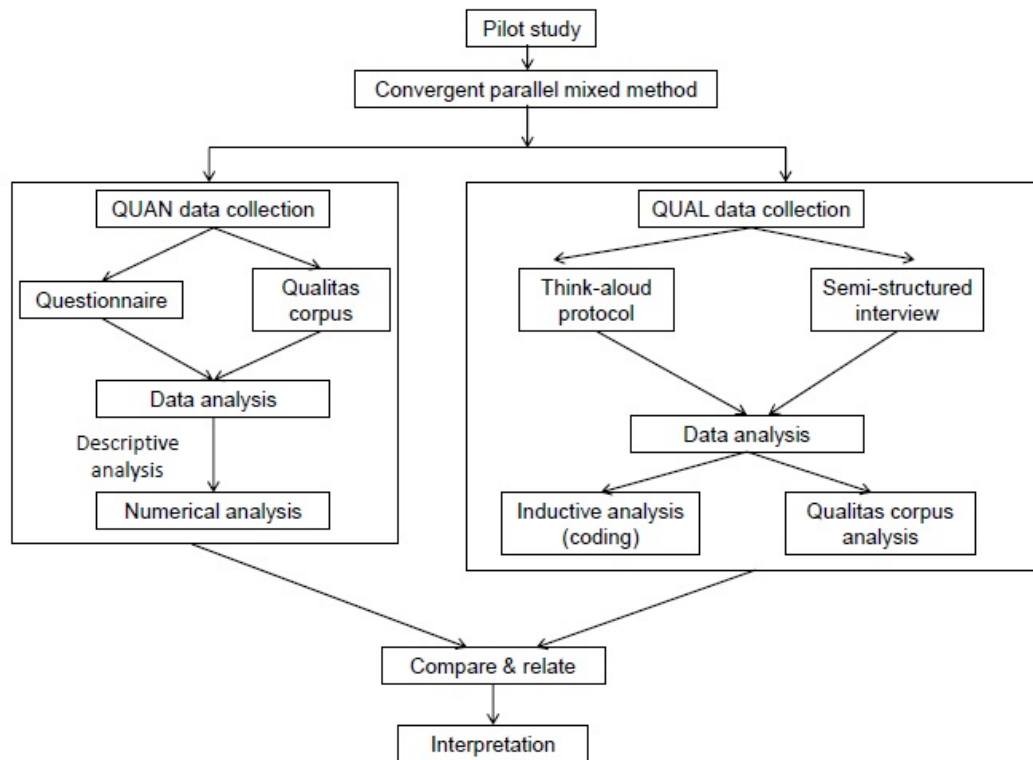 Pilot study
Convergent parallel mixed method
QUAN data collection
Questionnaire
Qualitas
corpus
Data analysis
Descriptive
analysis
Numerical analysis
QUAL data collection
Think-aloud
protocol
Semi-structured
interview
Data analysis
Inductive analysis
(coding)
Qualitas corpus
analysis
Compare & relate
Interpretation